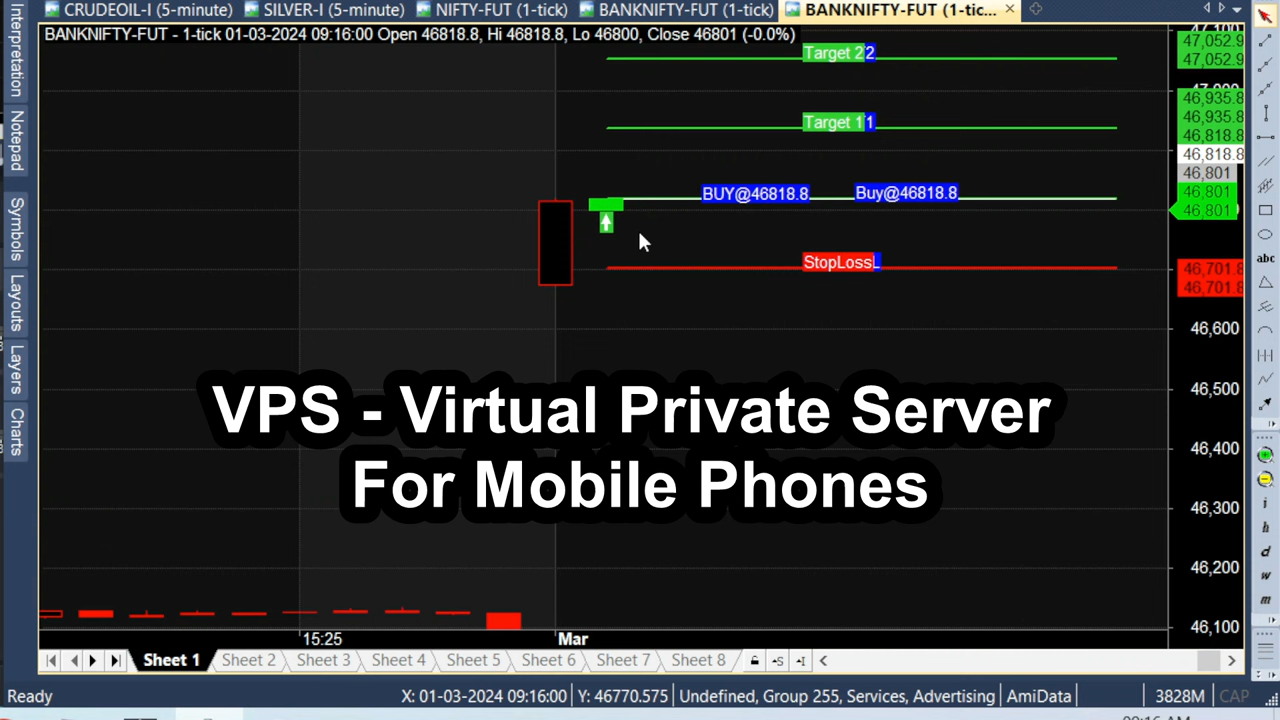 CRUDEOIL-I (5-minute) SILVER-I (5-minute) NIFTY-FUT (1-tick) BANKNIFTY-FUT (1-tick) BANKNIFTY-FUT (1-tic...
BANKNIFTY-FUT - 1-tick 01-03-2024 09:16:00 Open 46818.8, Hi 46818.8, Lo 46800, Close 46801 (-0.0%)
Interpretation
Notepad
Symbols
Layouts
Layers
Charts
Target 2
Target 1
BUY@46818.8 Buy@46818.8
StopLoss
47,052.9
47,052.9
46,935.8
46,935.8
46,818.8
46,818.8
46,801
46,801
46,801
46,701.8
46,701.8
46,600
46,500
46,400
46,300
46,200
46,100
abc
VPS - Virtual Private Server
For Mobile Phones
15:25 Mar
Sheet 1 Sheet 2 Sheet 3 Sheet 4 Sheet 5 Sheet 6 Sheet 7 Sheet 8
Ready X: 01-03-2024 09:16:00 Y: 46770.575 Undefined, Group 255, Services, Advertising AmiData 3828M CAP